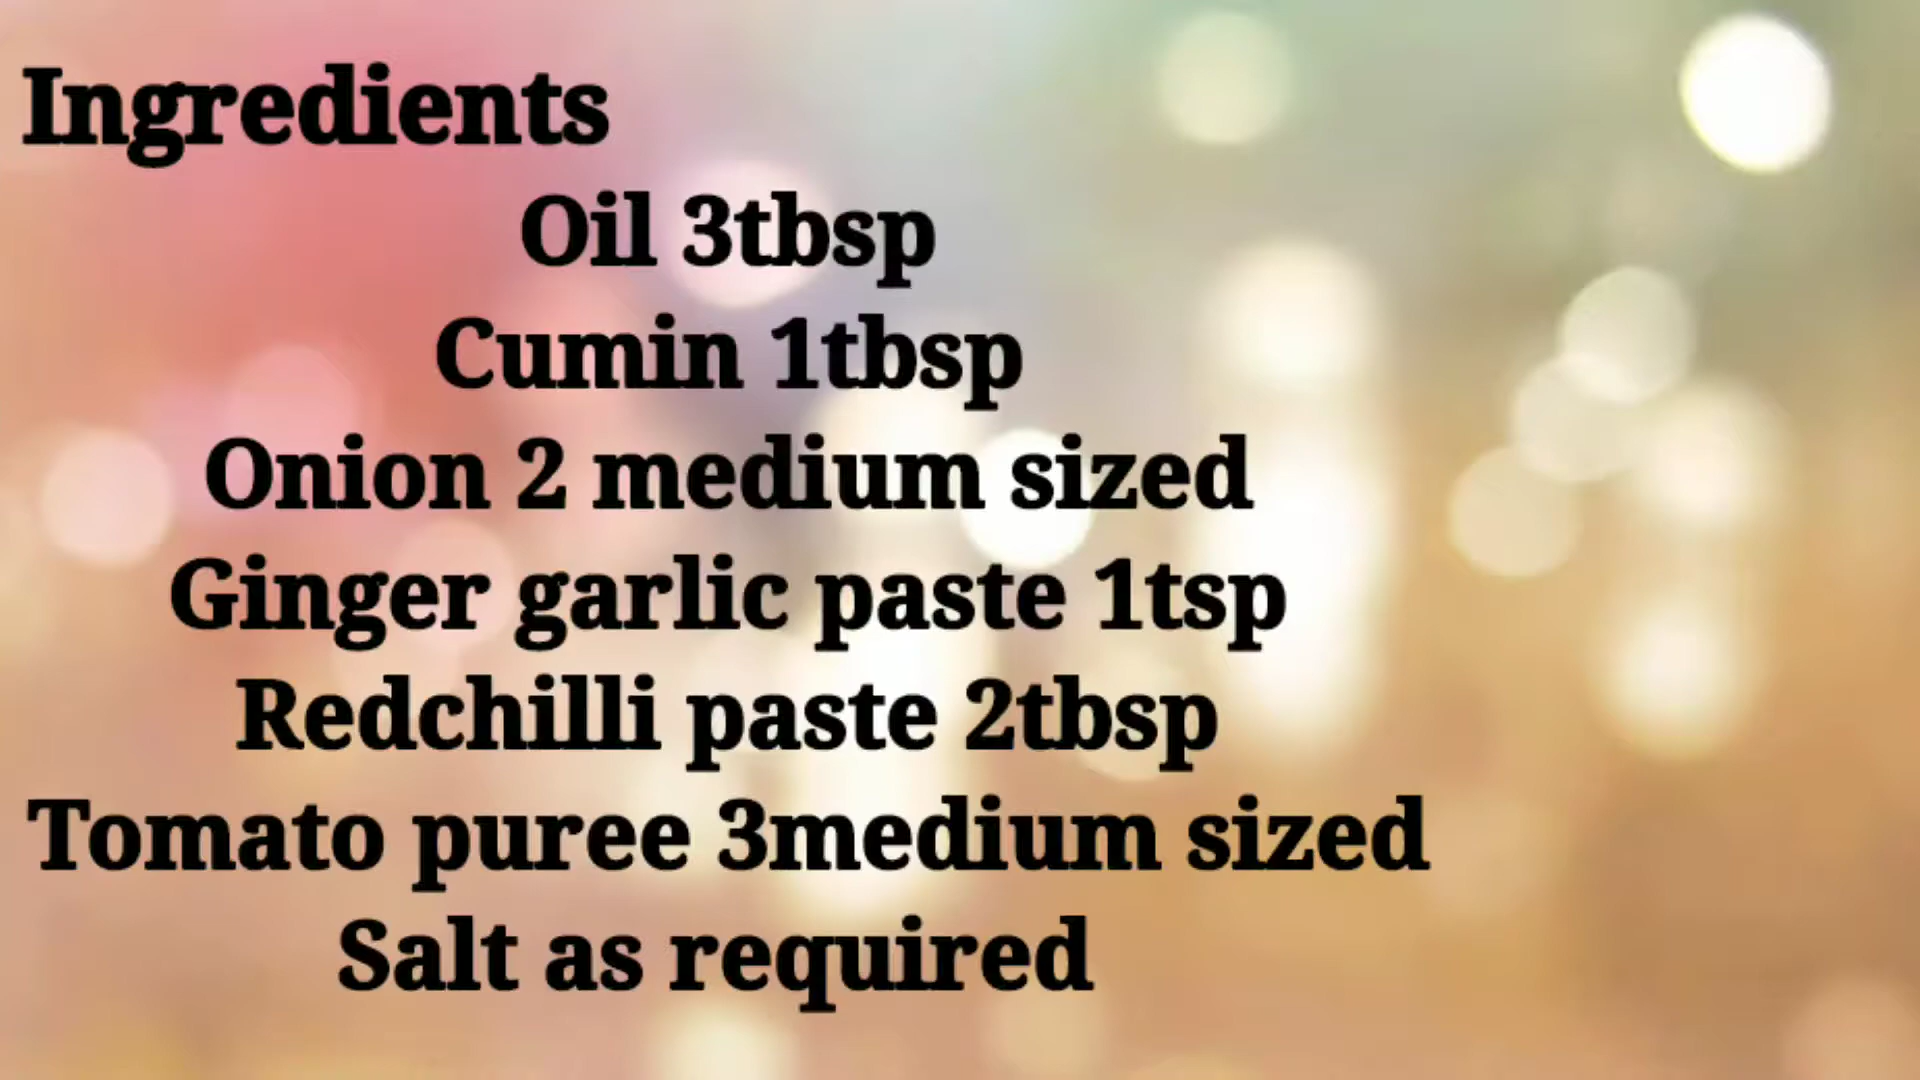 Ingredients
Oil 3tbsp
Cumin 1tbsp
Onion 2 medium sized
Ginger garlic paste 1tsp
Redchilli paste 2tbsp
Tomato puree 3medium sized
Salt as required